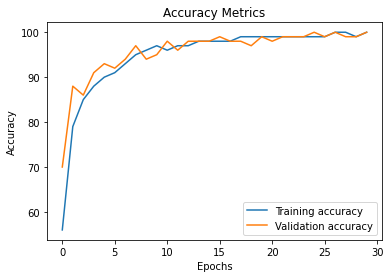 Accuracy Metrics
100
90
80
70
60
Accuracy
0
5
10
15
20
25
30
Epochs
Training accuracy
Validation accuracy